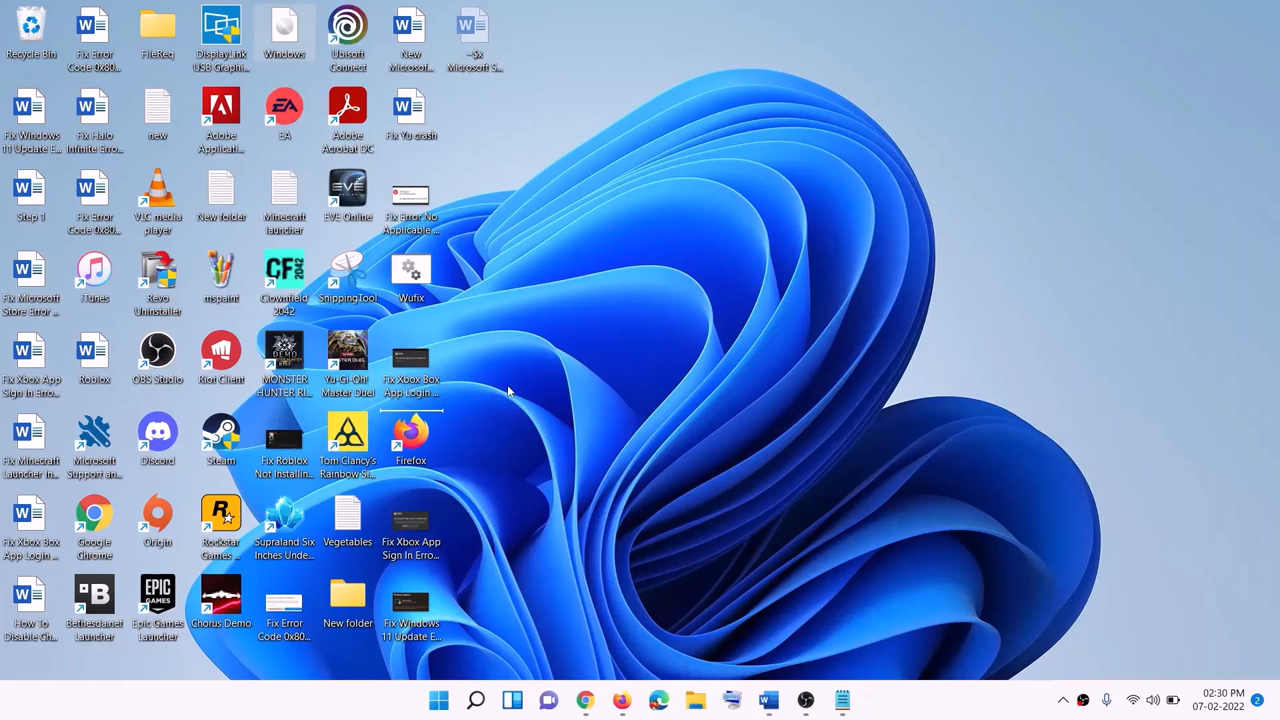 Recycle Bin
Fix Error
Code 0x80...
FileReq
DisplayLink
USB Graphi...
Windows
Ubisoft
Connect
New
Microsof...
~$x
Microsoft S...
Fix Windows
11 Update E...
Fix Halo
Infinite Erro...
new
Adobe
Applicati...
EA
Adobe
Acrobat DC
Fix Yu crash
Step 1
Fix Error
Code 0x80...
VLC media
player
New folder
Minecraft
launcher
EVE
EVE Online
Fix Error No
Applicable ...
Fix Microsoft
Store Error ...
iTunes
Revo
Uninstaller
mspaint
CF
2042
Clownfield
2042
SnippingTool
Wufix
Fix Xbox App
Sign In Erro...
Roblox
OBS Studio
Riot Client
DEMO
MONSTER
HUNTER RI...
Yu-Gi-Oh!
Master Duel
Fix Xbox Box
App Login ...
Fix Minecraft
Launcher In...
Microsoft
Support an...
Discord
Steam
Fix Roblox
Not Installin...
Tom Clancy's
Rainbow Si...
Firefox
Fix Xbox Box
App Login ...
Google
Chrome
Origin
Rockstar
Games ...
Supraland Six
Inches Unde...
Vegetables
Fix Xbox App
Sign In Erro...
How To
Disable Ch...
Bethesda.net
Launcher
EPIC
GAMES
Epic Games
Launcher
Chorus Demo
Fix Error
Code 0x80...
New folder
Fix Windows
11 Update E...
02:30 PM
07-02-2022
2